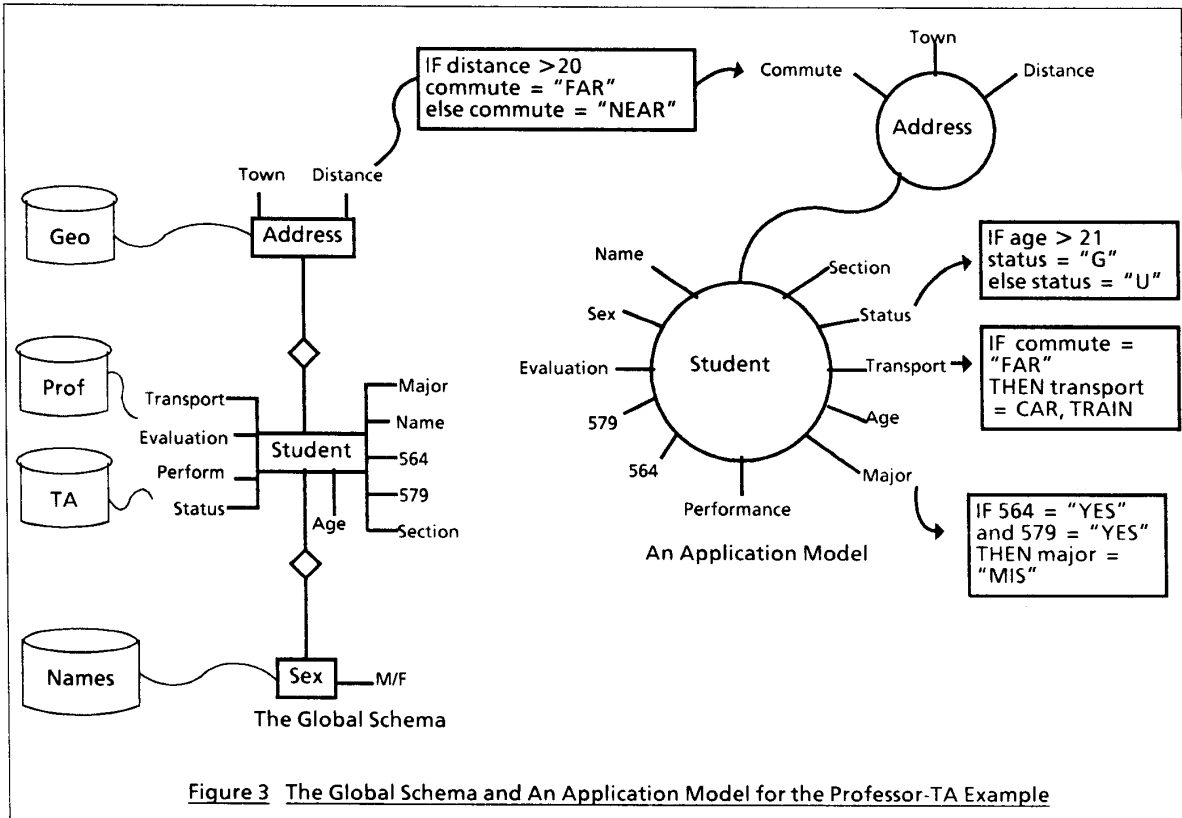 Town
IF distance >20
commute = "FAR"
else commute = "NEAR"
Commute
Distance
Address
Town
Distance
Geo
Address
IF age > 21
status = "G"
else status = "U"
Name
Section
Sex
Status
Student
Evaluation
Transport
IF commute =
"FAR"
THEN transport
= CAR, TRAIN
579
Age
564
Major
Performance
An Application Model
IF 564 = "YES"
and 579 = "YES"
THEN major =
"MIS"
Prof
Transport
Major
Evaluation
Name
Student
564
TA
Perform
579
Status
Age
Section
Names
Sex
M/F
The Global Schema
Figure 3 The Global Schema and An Application Model for the Professor-TA Example